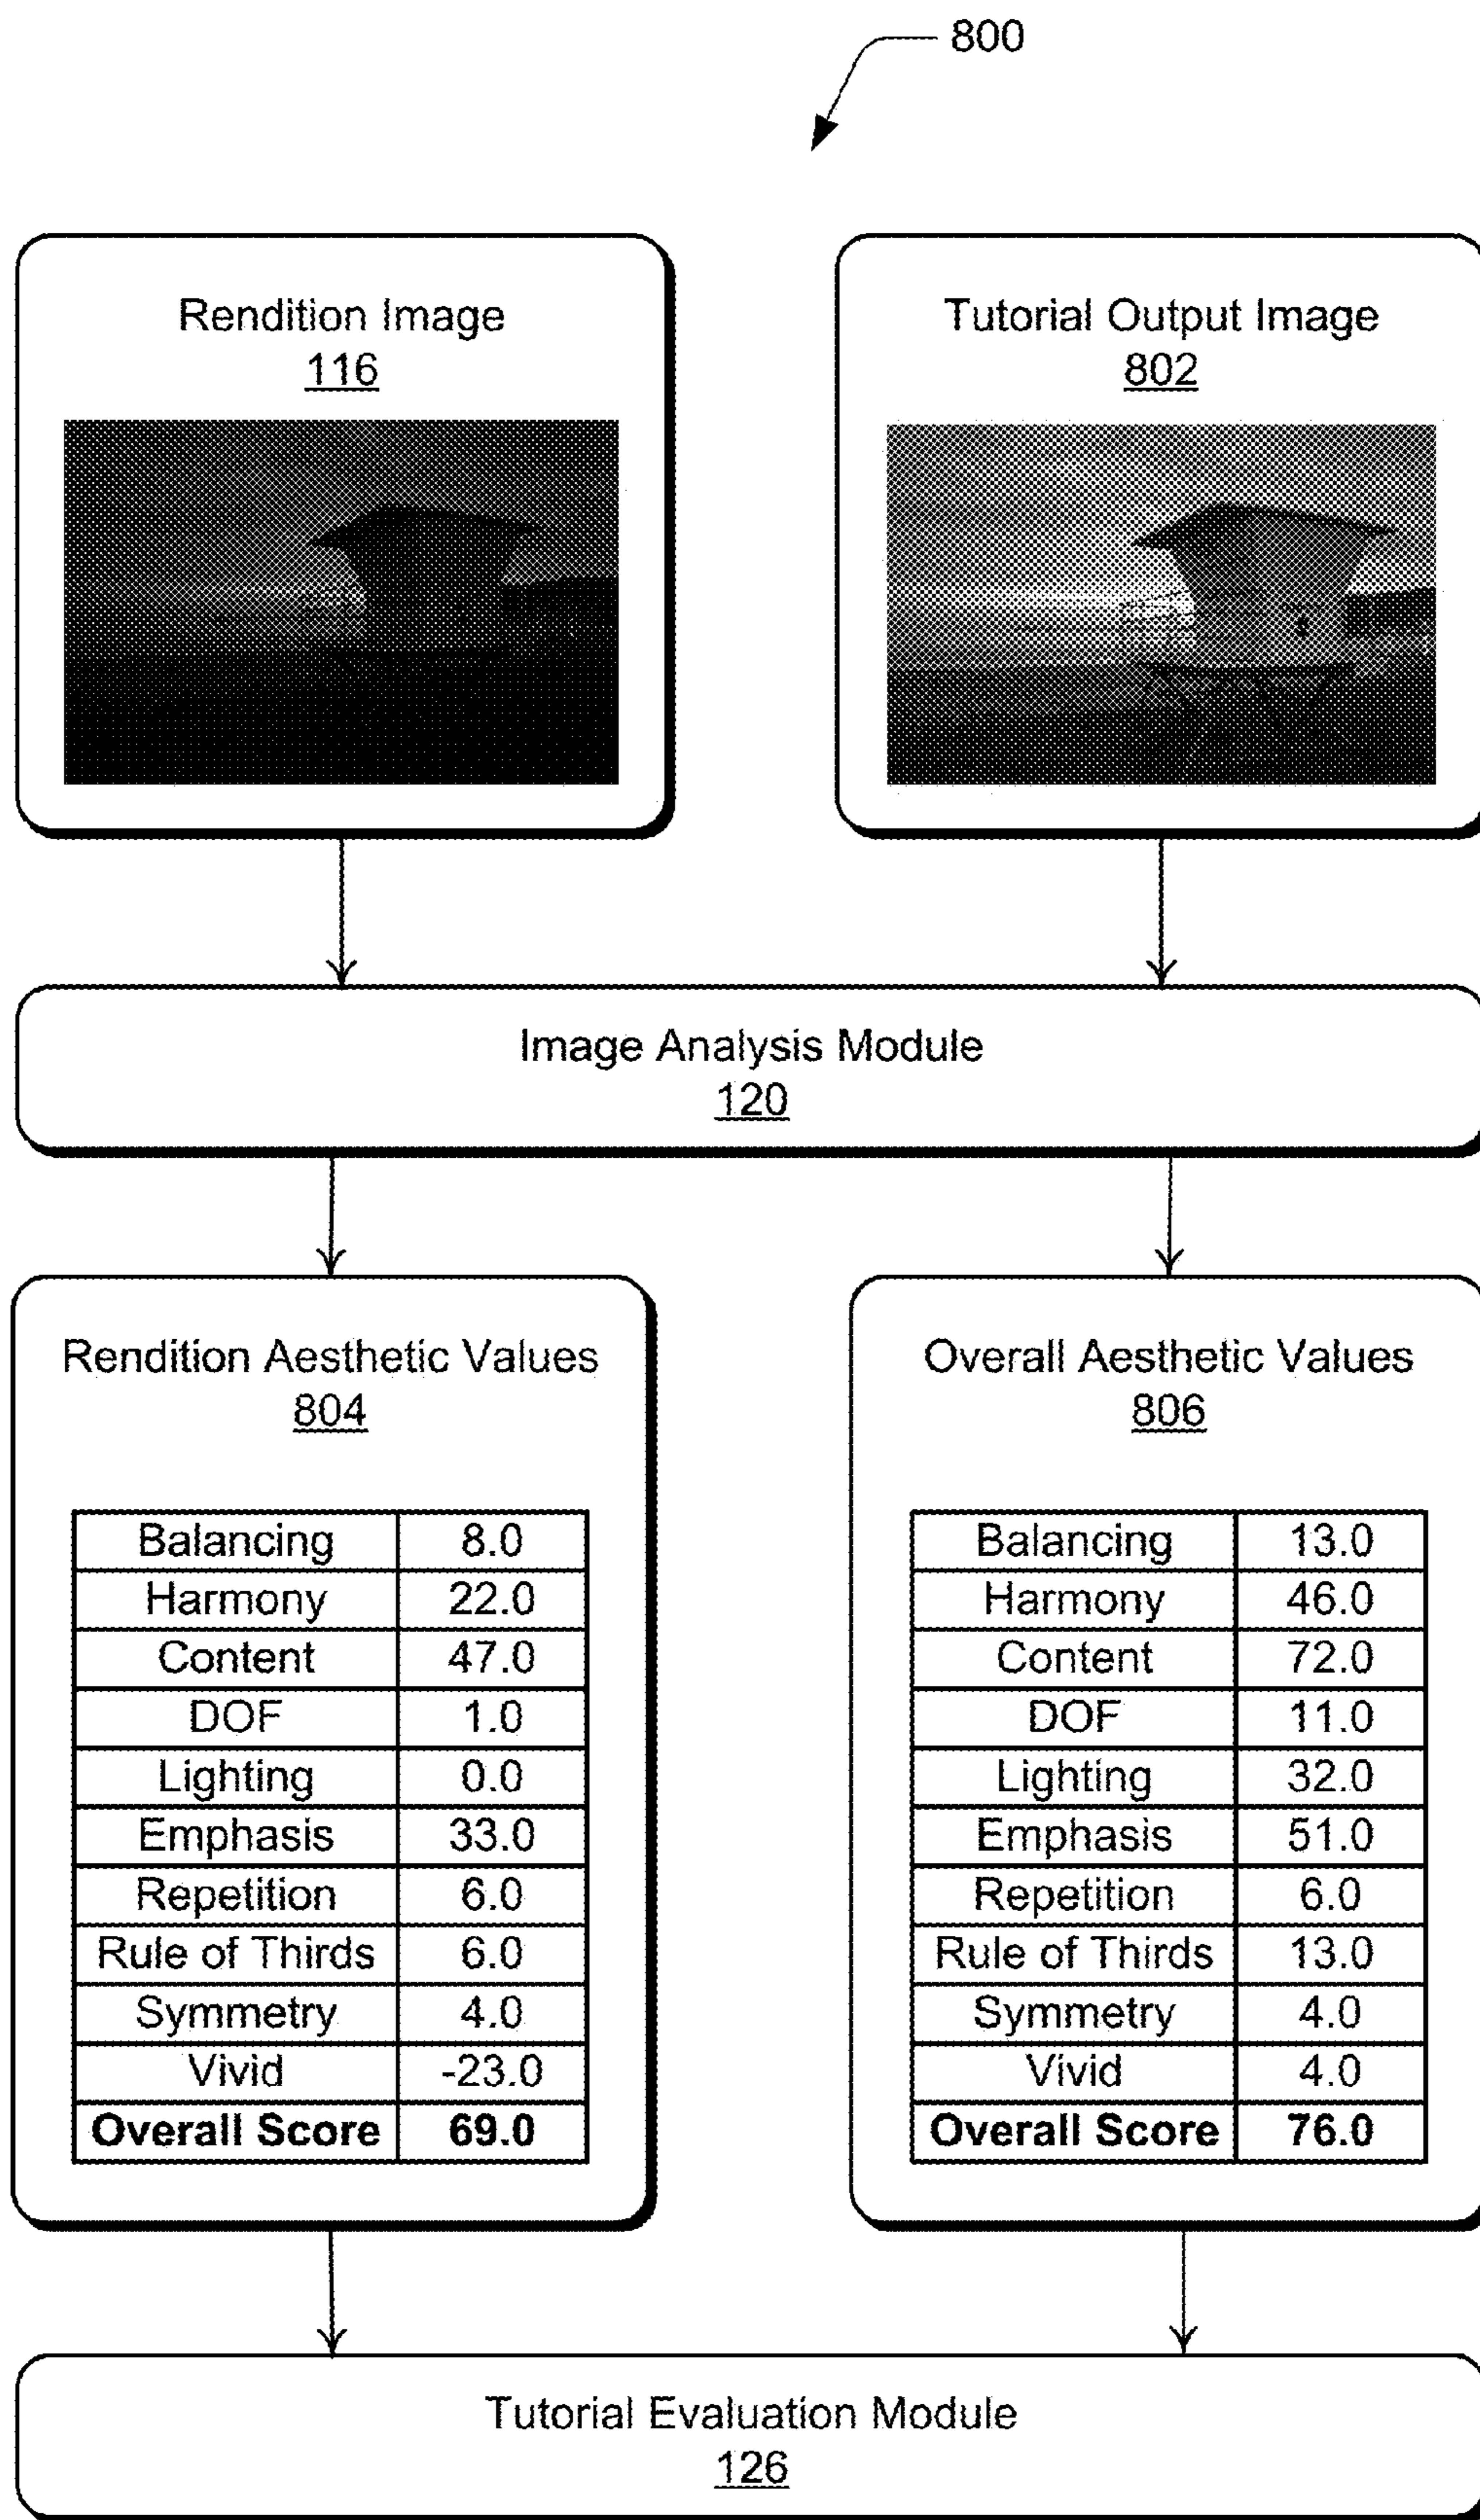 800
Rendition Image
116
Tutorial Output Image
802
Image Analysis Module
120
Rendition Aesthetic Values
804
Balancing 8.0
Harmony 22.0
Content 47.0
DOF 1.0
Lighting 0.0
Emphasis 33.0
Repetition 6.0
Rule of Thirds 6.0
Symmetry 4.0
Vivid -23.0
Overall Score 69.0
Overall Aesthetic Values
806
Balancing 13.0
Harmony 46.0
Content 72.0
DOF 11.0
Lighting 32.0
Emphasis 51.0
Repetition 6.0
Rule of Thirds 13.0
Symmetry 4.0
Vivid 4.0
Overall Score 76.0
Tutorial Evaluation Module
126